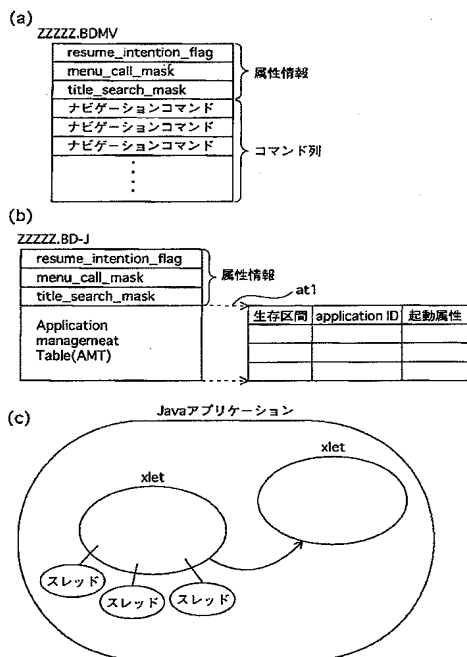 (a)
ZZZZZ.BDMV
resume_intention_flag
menu_call_mask
title_search_mask
属性情報
ナビゲーションコマンド
ナビゲーションコマンド
ナビゲーションコマンド
コマンド列
(b)
ZZZZZ.BD-J
resume_intention_flag
menu_call_mask
title_search_mask
属性情報
at1
Application
managemeat
Table(AMT)
生存区間 application ID 起動属性
(c)
Javaアプリケーション
xlet
xlet
スレッド
スレッド
スレッド